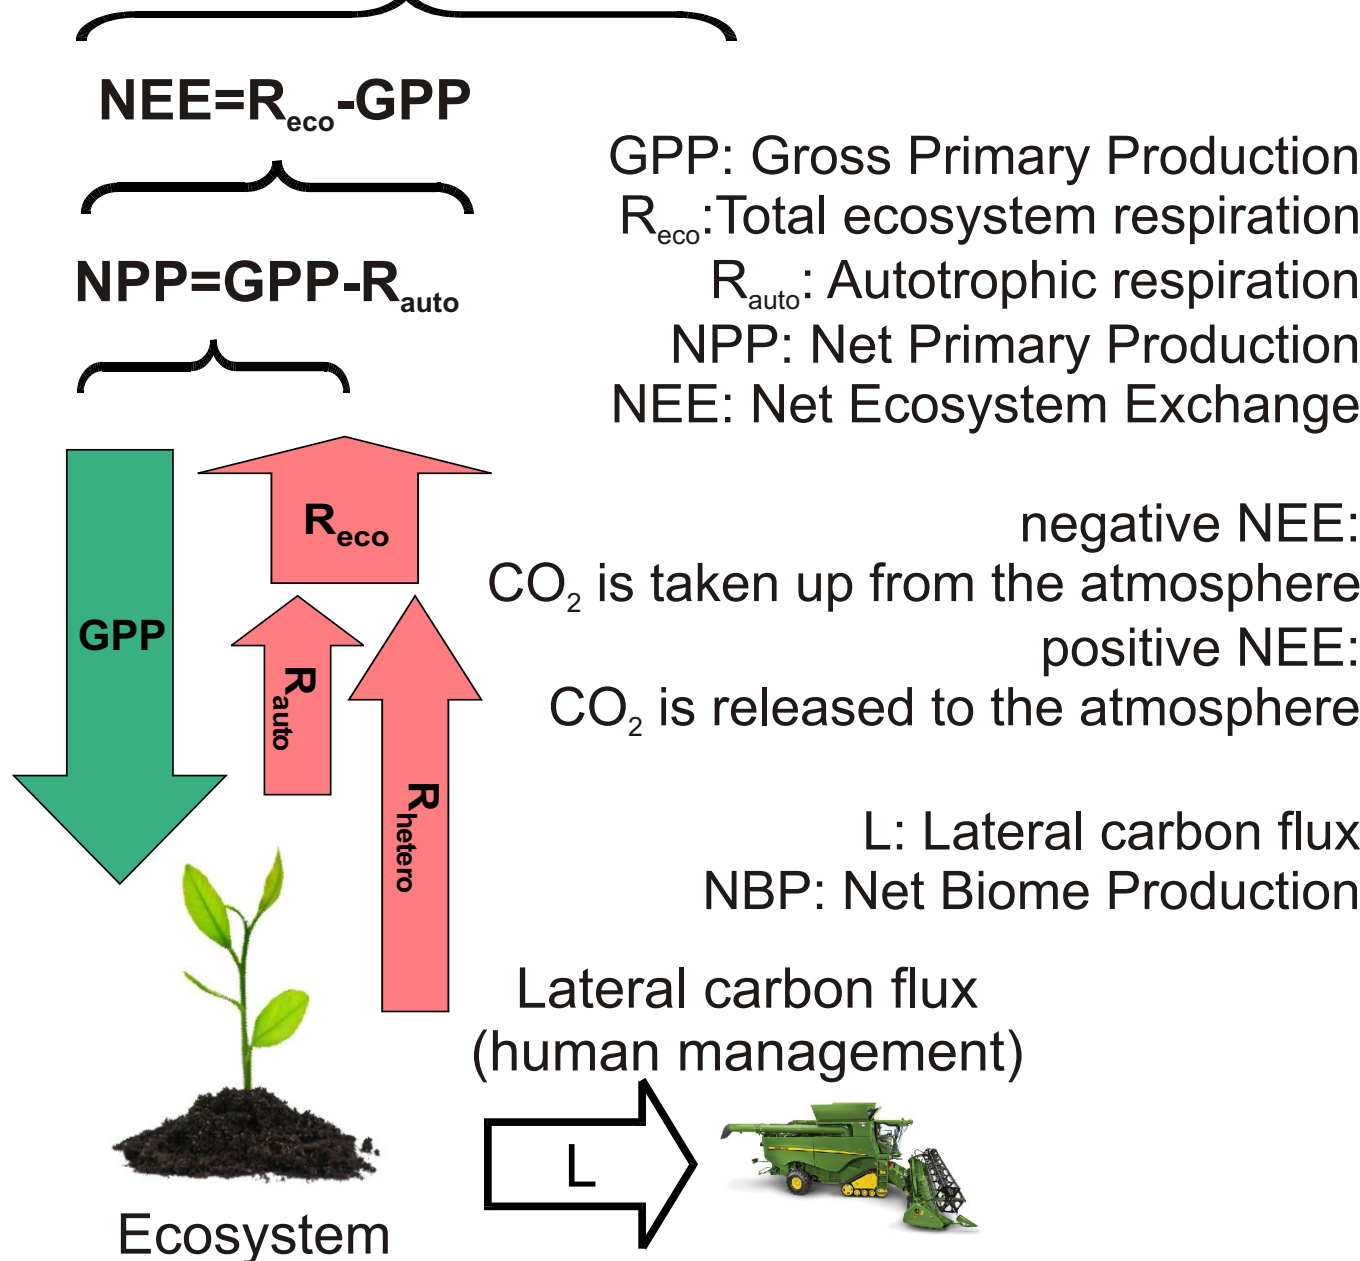 NEE=Reco-GPP
NPP=GPP-Rauto
GPP: Gross Primary Production
Reco:Total ecosystem respiration
Rauto: Autotrophic respiration
NPP: Net Primary Production
NEE: Net Ecosystem Exchange
negative NEE:
CO2 is taken up from the atmosphere
positive NEE:
CO2 is released to the atmosphere
L: Lateral carbon flux
NBP: Net Biome Production
Reco
GPP
Rauto
Rhetero
Lateral carbon flux
(human management)
L
Ecosystem